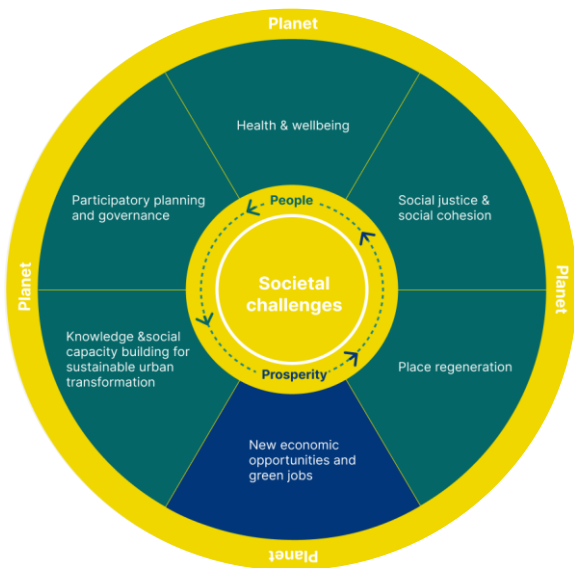 Planet
Health & wellbeing
Participatory planning
and governance
Social justice &
social cohesion
People
Planet
Societal
challenges
Planet
Knowledge &social
capacity building for
sustainable urban
transformation
Place regeneration
Prosperity
New economic
opportunities and
green jobs
Planet